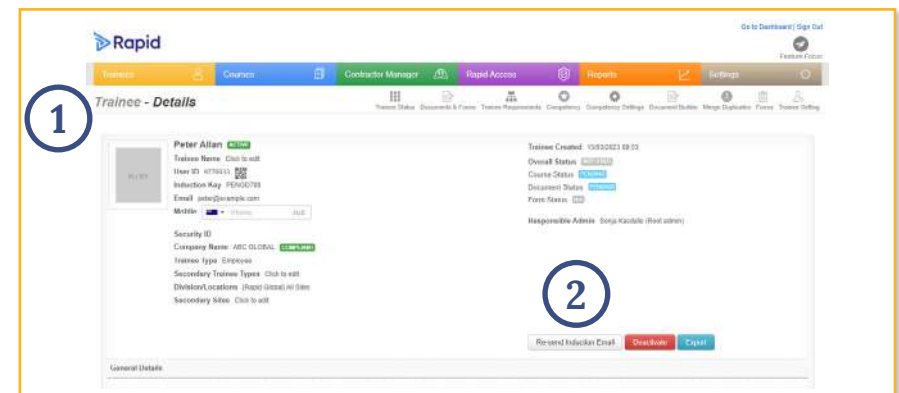 Go to Dashboard | Sign Out
Rapid
Feature Focus
Trainees Courses Contractor Manager Rapid Access Reports Settings
1
Trainee - Details
Trainee Status Documents & Forms Trainee Requirements Competency Competency Settings Document Builder Merge Duplicates Forms Trainee Setting
Peter Allan ACTIVE
Trainee Name Click to edit
User ID
Induction Key
Email peter@example.com
Mobile
Security ID
Company Name ABC GLOBAL COMPLIANT
Trainee Type Employee
Secondary Trainee Types Click to edit
Division/Locations (Rapid Global) All Sites
Secondary Sites Click to edit
Trainee Created 15/03/2023
Overall Status
Course Status PENDING
Document Status PENDING
Form Status N/A
Responsible Admin (Root admin)
2
Re-send Induction Email Deactivate Export
General Details